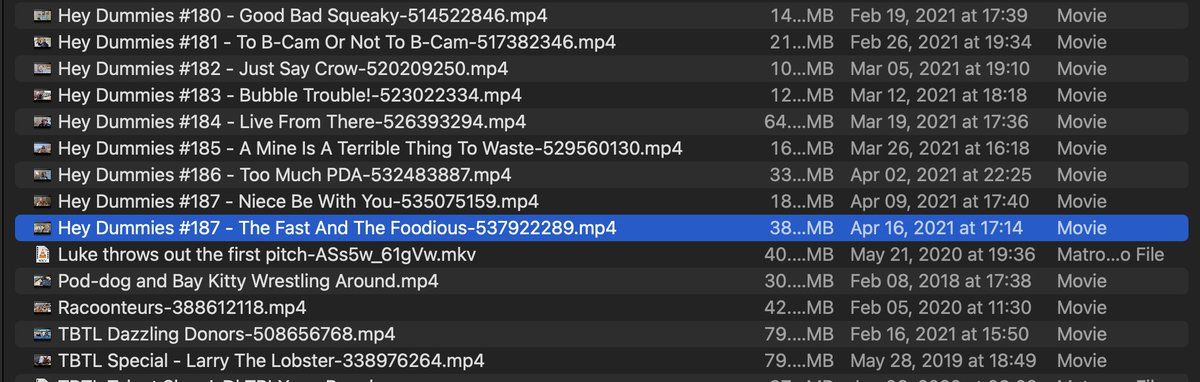 Hey Dummies #180 - Good Bad Squeaky-514522846.mp4 14...MB Feb 19, 2021 at 17:39 Movie
Hey Dummies #181 - To B-Cam Or Not To B-Cam-517382346.mp4 21...MB Feb 26, 2021 at 19:34 Movie
Hey Dummies #182 - Just Say Crow-520209250.mp4 10...MB Mar 05, 2021 at 19:10 Movie
Hey Dummies #183 - Bubble Trouble!-523022334.mp4 12...MB Mar 12, 2021 at 18:18 Movie
Hey Dummies #184 - Live From There-526393294.mp4 64....MB Mar 19, 2021 at 17:36 Movie
Hey Dummies #185 - A Mine Is A Terrible Thing To Waste-529560130.mp4 16...MB Mar 26, 2021 at 16:18 Movie
Hey Dummies #186 - Too Much PDA-532483887.mp4 33...MB Apr 02, 2021 at 22:25 Movie
Hey Dummies #187 - Niece Be With You-535075159.mp4 18...MB Apr 09, 2021 at 17:40 Movie
Hey Dummies #187 - The Fast And The Foodious-537922289.mp4 38...MB Apr 16, 2021 at 17:14 Movie
Luke throws out the first pitch-ASs5w_61gVw.mkv 40....MB May 21, 2020 at 19:36 Matro...o File
Pod-dog and Bay Kitty Wrestling Around.mp4 30....MB Feb 08, 2018 at 17:38 Movie
Racoonteurs-388612118.mp4 42....MB Feb 05, 2020 at 11:30 Movie
TBTL Dazzling Donors-508656768.mp4 79....MB Feb 16, 2021 at 15:50 Movie
TBTL Special - Larry The Lobster-338976264.mp4 79....MB May 28, 2019 at 18:49 Movie